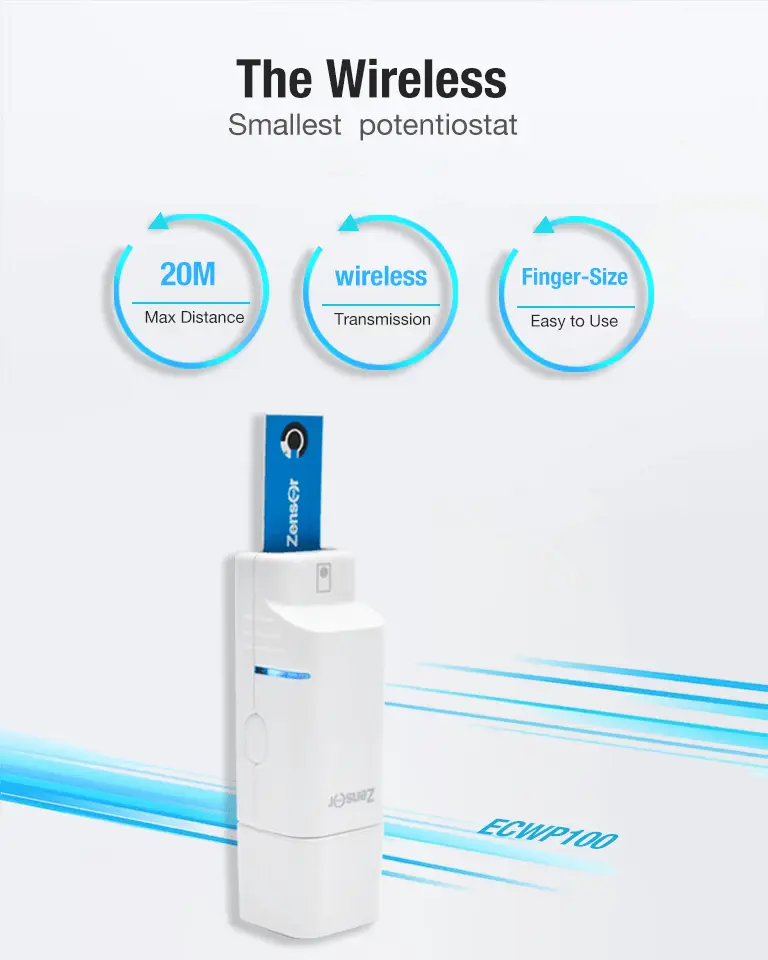 The Wireless
Smallest potentiostat
20M
Max Distance
wireless
Transmission
Finger-Size
Easy to Use
Zensor
Zensor
ECWP100